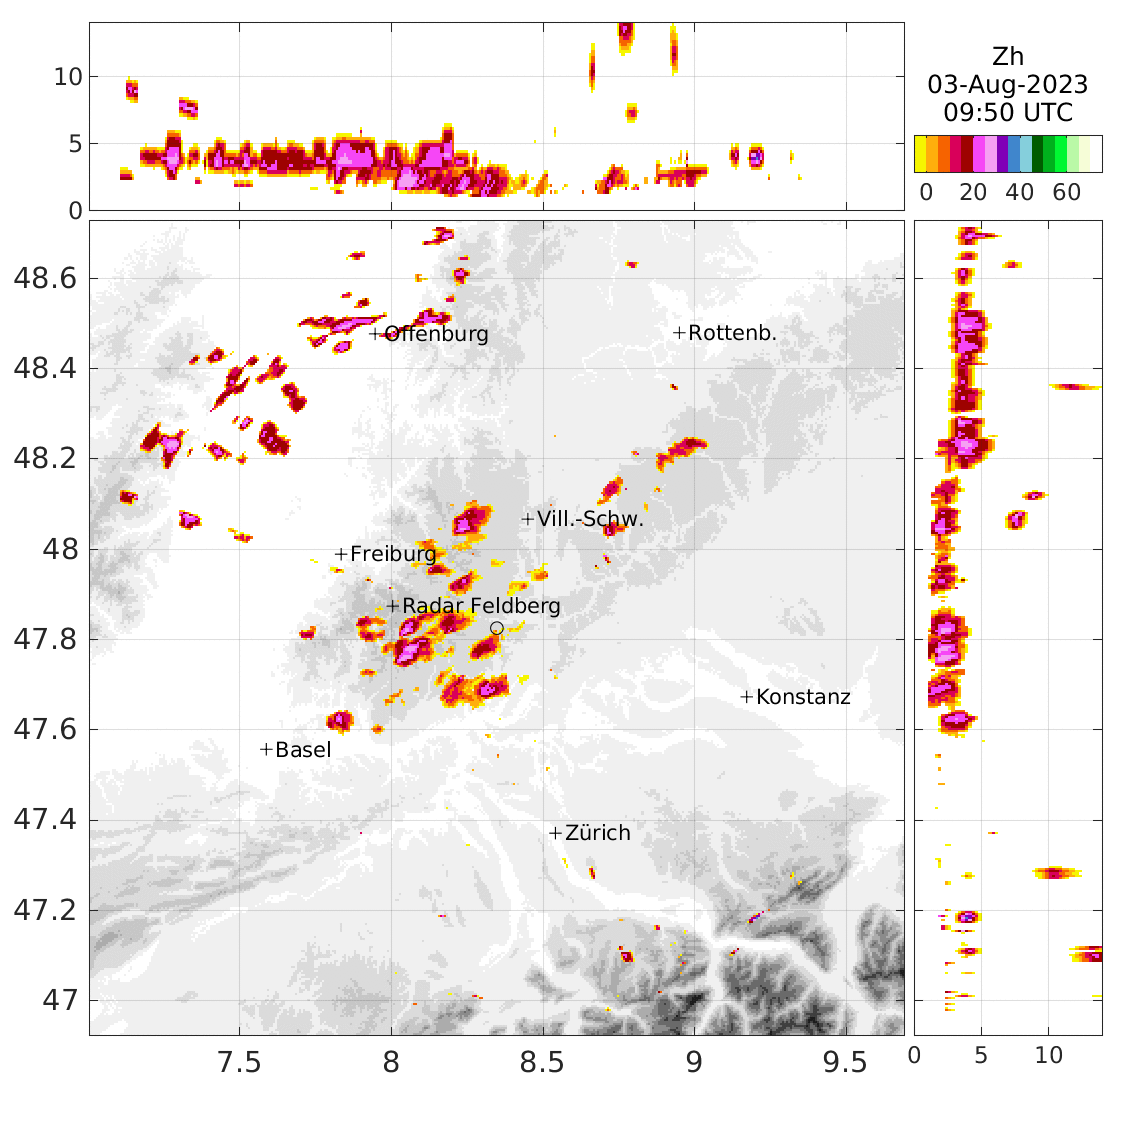 10
5
0
Zh
03-Aug-2023
09:50 UTC
0 20 40 60
48.6
48.4
48.2
48
47.8
47.6
47.4
47.2
47
Offenburg
Rottenb.
Vill.-Schw.
Freiburg
Radar Feldberg
Konstanz
Basel
Zürich
7.5 8 8.5 9 9.5
0 5 10